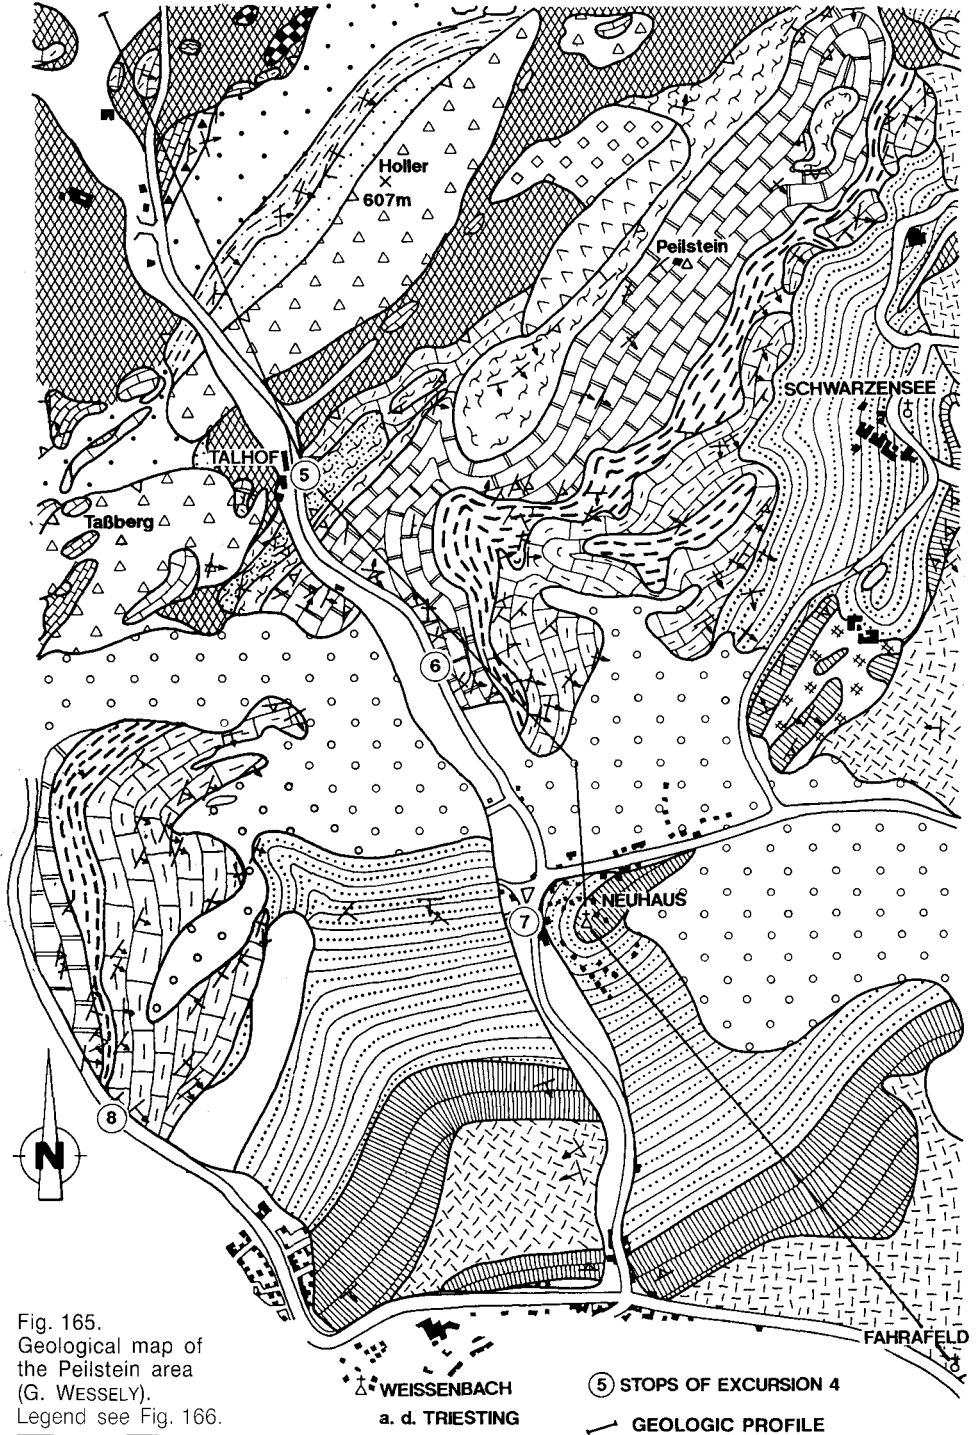 Holler
607m
Peilstein
SCHWARZENSEE
TALHOF
5
Taßberg
6
NEUHAUS
7
8
N
FAHRAFELD
Fig. 165.
Geological map of
the Peilstein area
(G. WESSELY).
Legend see Fig. 166.
WEISSENBACH
a. d. TRIESTING
5 STOPS OF EXCURSION 4
GEOLOGIC PROFILE